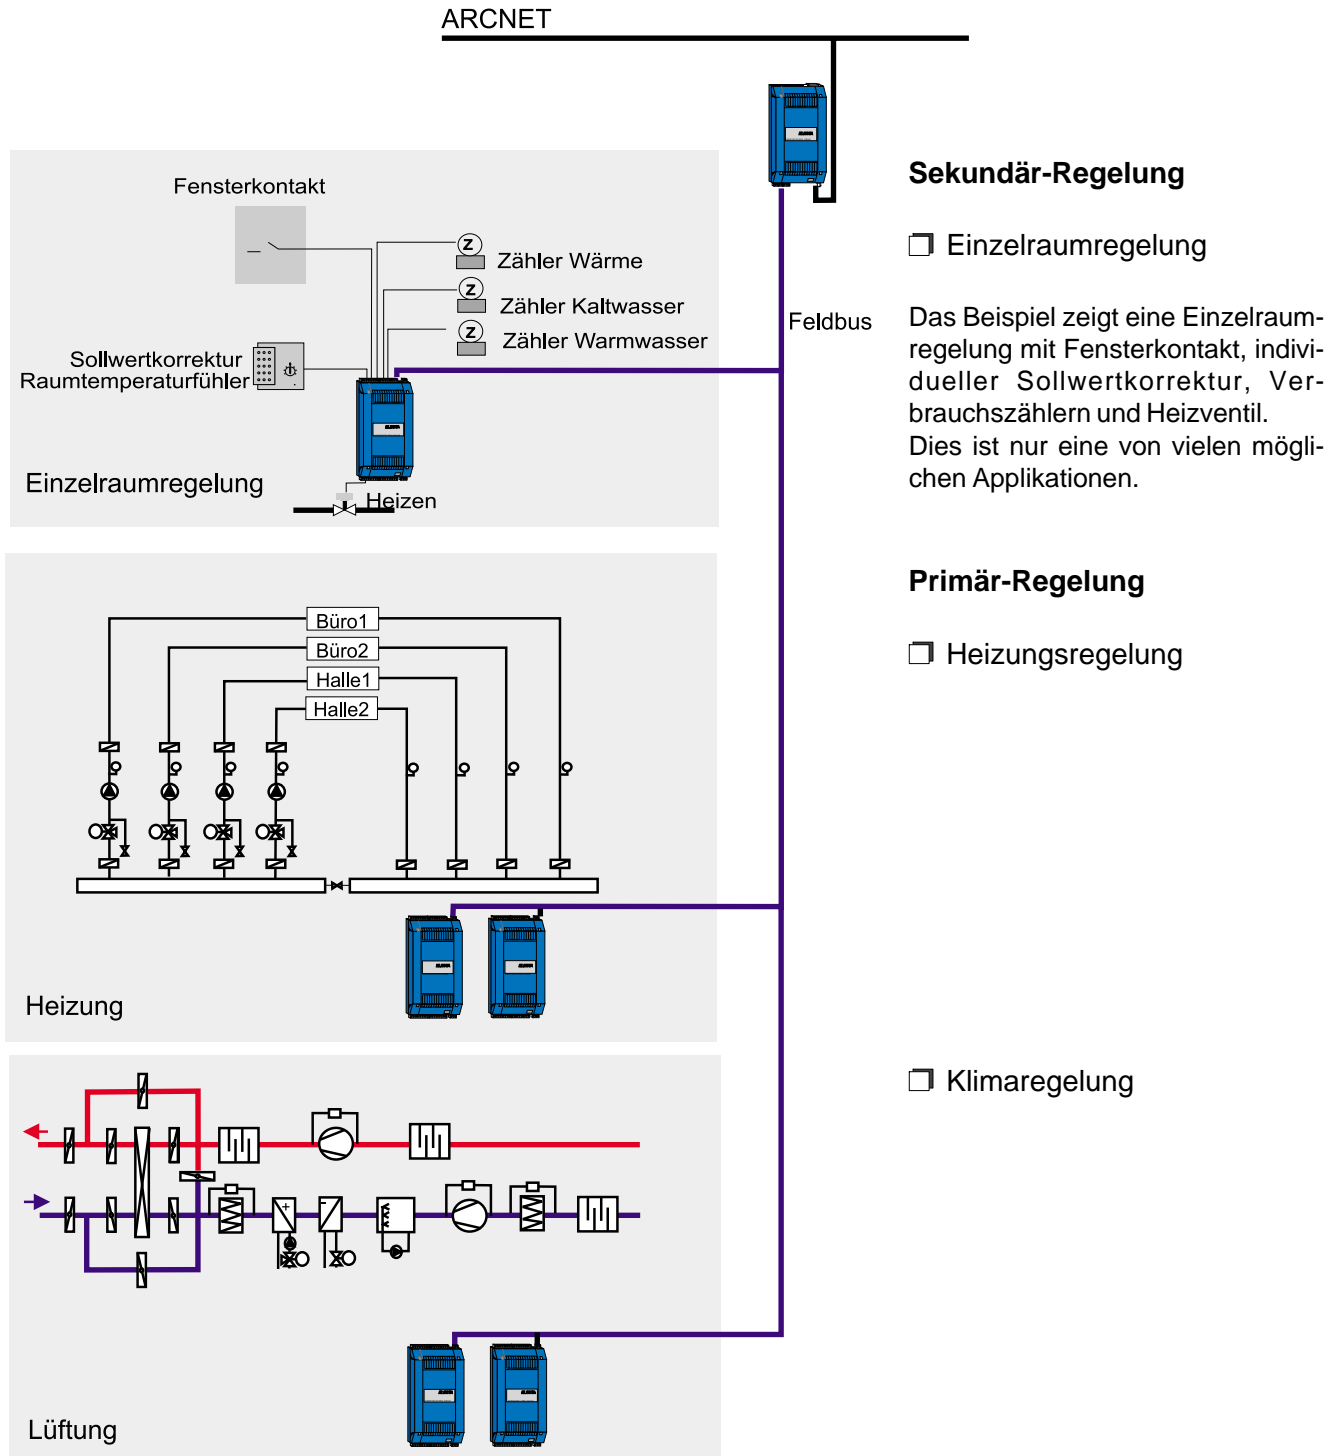 ARCNET
Fensterkontakt
Zähler Wärme
Zähler Kaltwasser
Zähler Warmwasser
Sollwertkorrektur
Raumtemperaturfühler
Einzelraumregelung
Heizen
Feldbus
Sekundär-Regelung
Einzelraumregelung
Das Beispiel zeigt eine Einzelraum-
regelung mit Fensterkontakt, indivi-
dueller Sollwertkorrektur, Ver-
brauchszählern und Heizventil.
Dies ist nur eine von vielen mögli-
chen Applikationen.
Primär-Regelung
Heizungsregelung
Büro1
Büro2
Halle1
Halle2
Heizung
Klimaregelung
Lüftung
Z
Z
Z